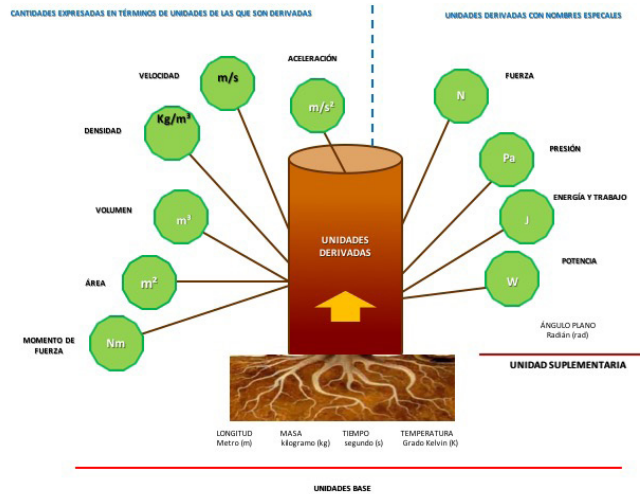 CANTIDADES EXPRESADAS EN TÉRMINOS DE UNIDADES DE LAS QUE SON DERIVADAS
UNIDADES DERIVADAS CON NOMBRES ESPECALES
ACELERACIÓN
m/s²
VELOCIDAD
m/s
DENSIDAD
Kg/m³
VOLUMEN
m³
ÁREA
m²
MOMENTO DE
FUERZA
Nm
FUERZA
N
PRESIÓN
Pa
ENERGÍA Y TRABAJO
J
POTENCIA
W
UNIDADES
DERIVADAS
ÁNGULO PLANO
Radián (rad)
UNIDAD SUPLEMENTARIA
LONGITUD
Metro (m)
MASA
kilogramo (kg)
TIEMPO
segundo (s)
TEMPERATURA
Grado Kelvin (K)
UNIDADES BASE